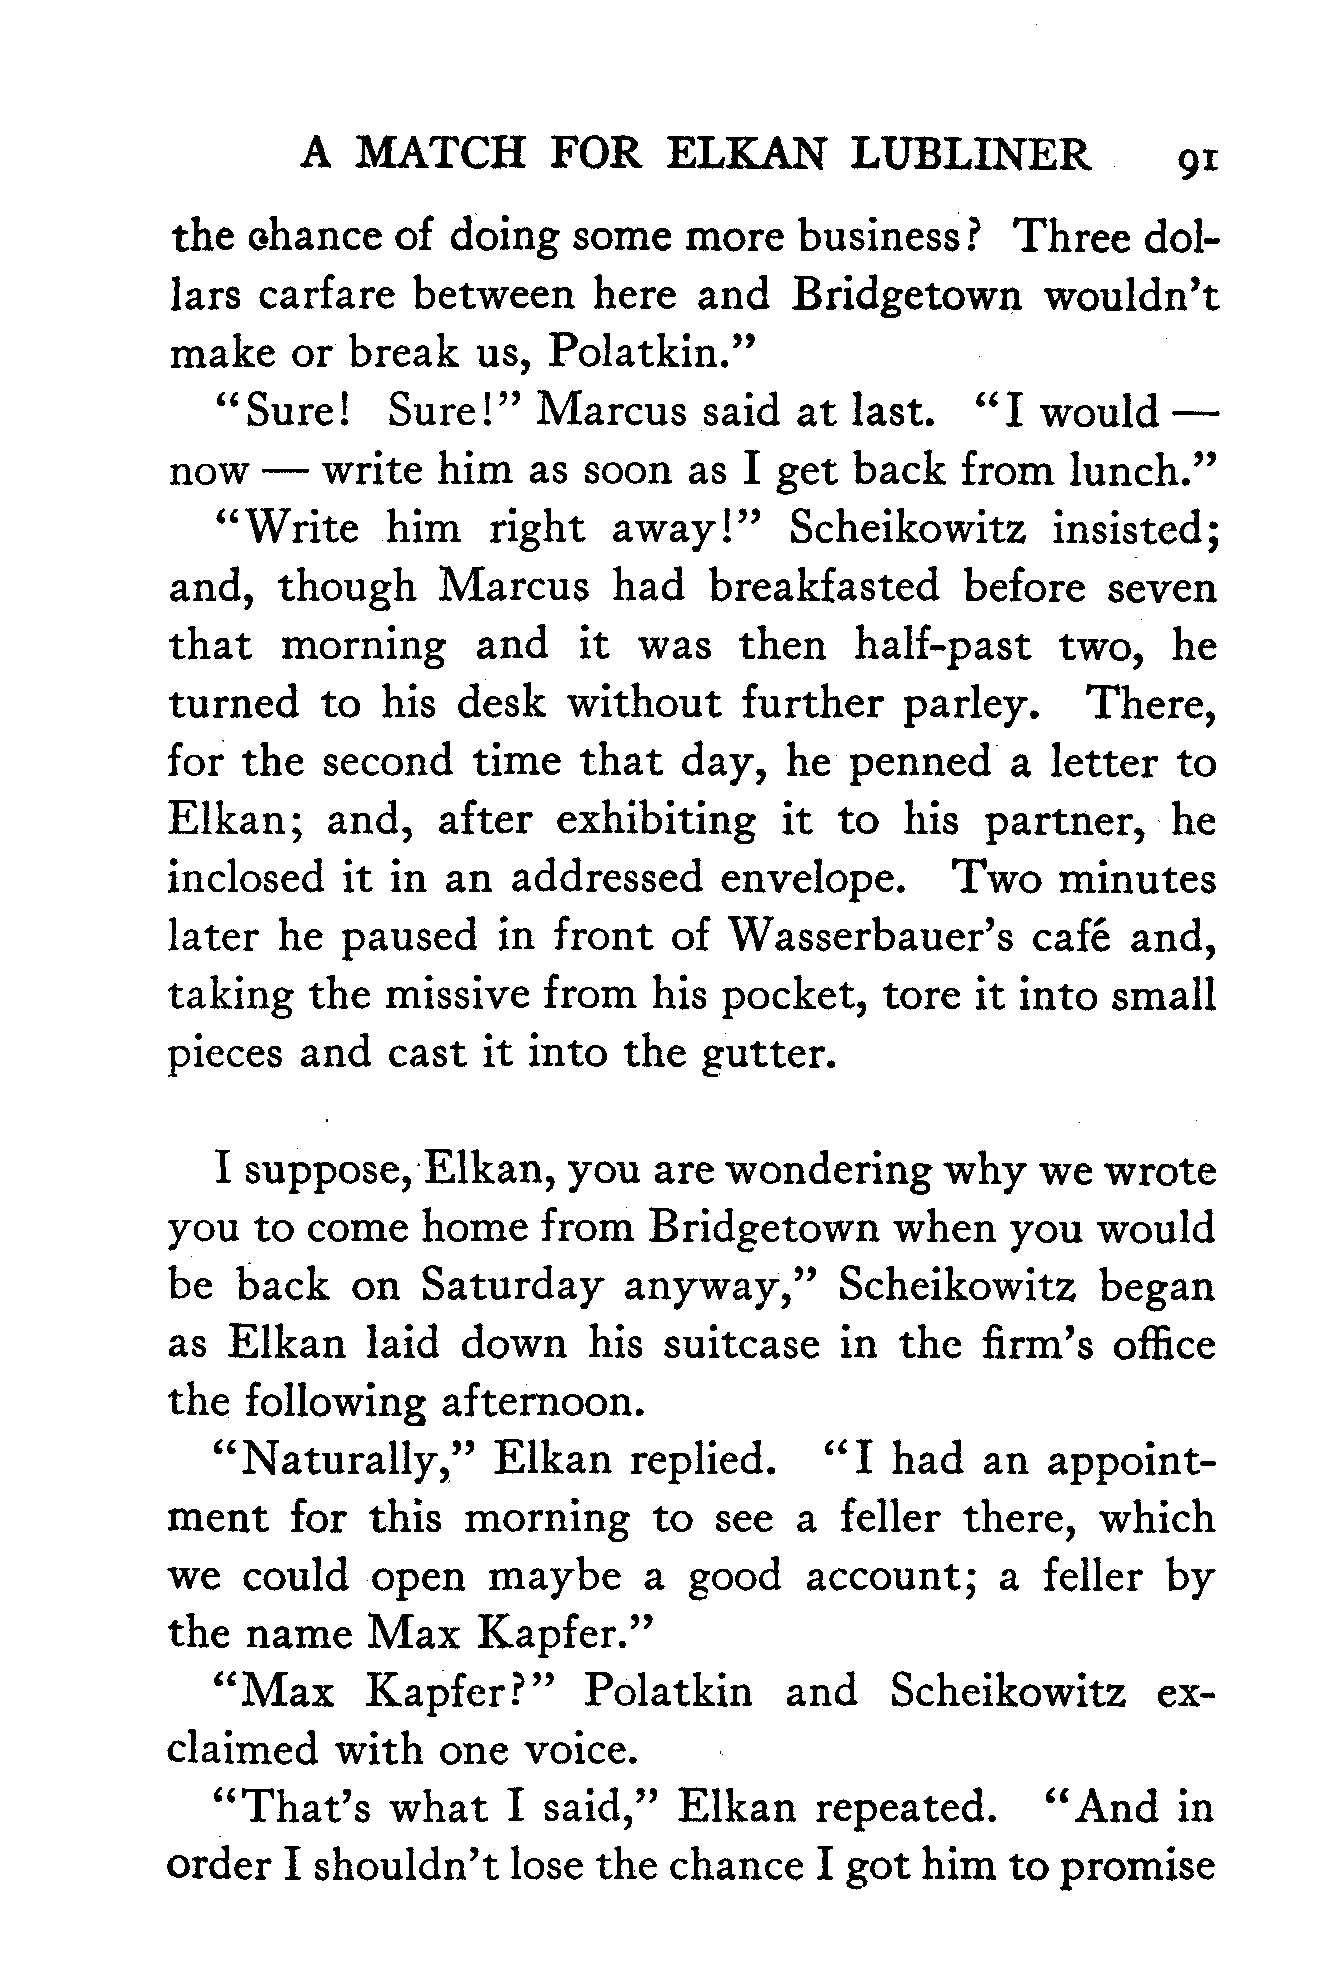 A MATCH FOR ELKAN LUBLINER 91
the chance of doing some more business? Three dol-
lars carfare between here and Bridgetown wouldn't
make or break us, Polatkin."
"Sure! Sure!" Marcus said at last. "I would —
now — write him as soon as I get back from lunch."
"Write him right away!" Scheikowitz insisted;
and, though Marcus had breakfasted before seven
that morning and it was then half-past two, he
turned to his desk without further parley. There,
for the second time that day, he penned a letter to
Elkan; and, after exhibiting it to his partner, he
inclosed it in an addressed envelope. Two minutes
later he paused in front of Wasserbauer's café and,
taking the missive from his pocket, tore it into small
pieces and cast it into the gutter.
I suppose, Elkan, you are wondering why we wrote
you to come home from Bridgetown when you would
be back on Saturday anyway," Scheikowitz began
as Elkan laid down his suitcase in the firm's office
the following afternoon.
"Naturally," Elkan replied. "I had an appoint-
ment for this morning to see a feller there, which
we could open maybe a good account; a feller by
the name Max Kapfer."
"Max Kapfer?" Polatkin and Scheikowitz ex-
claimed with one voice.
"That's what I said," Elkan repeated. "And in
order I shouldn't lose the chance I got him to promise